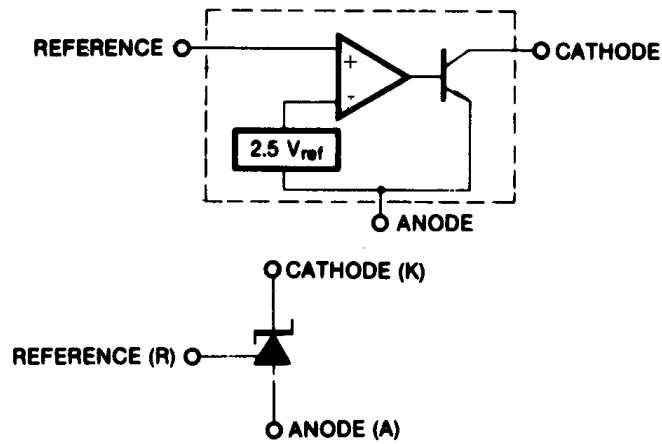 REFERENCE
CATHODE
+
-
2.5 Vref
ANODE
CATHODE (K)
REFERENCE (R)
ANODE (A)